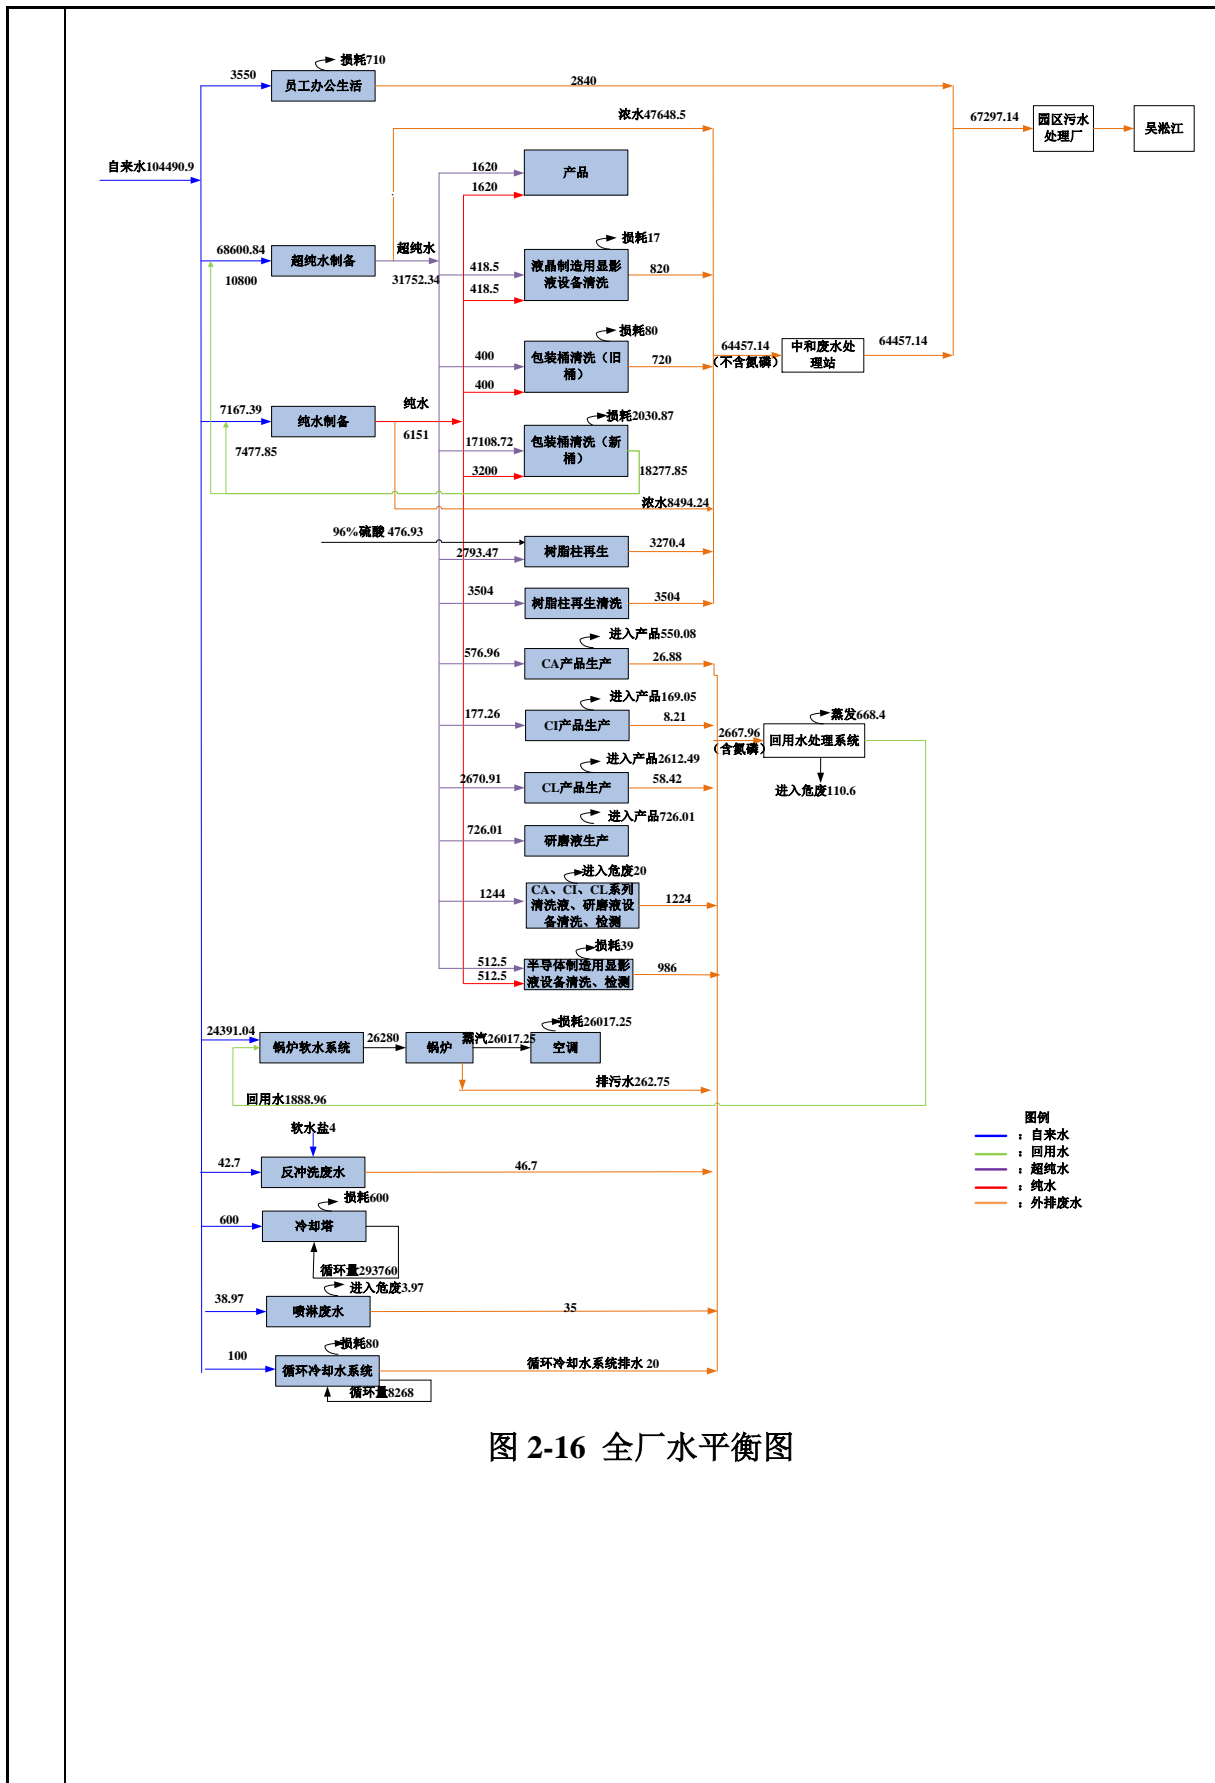 损耗710
3550
员工办公生活
2840
浓水47648.5
67297.14
园区污水
处理厂
吴淞江
自来水104490.9
1620
1620
产品
68600.84
超纯水制备
超纯水
10800
31752.34
损耗17
418.5
418.5
液晶制造用显影
液设备清洗
820
损耗80
400
400
包装桶清洗（旧
桶）
720
64457.14
（不含氮磷）
中和废水处
理站
64457.14
7167.39
纯水制备
纯水
6151
7477.85
损耗2030.87
17108.72
3200
包装桶清洗（新
桶）
18277.85
浓水8494.24
96%硫酸 476.93
2793.47
树脂柱再生
3270.4
3504
树脂柱再生清洗
3504
进入产品550.08
576.96
CA产品生产
26.88
进入产品169.05
177.26
CI产品生产
8.21
2667.96
（含氮磷）
蒸发668.4
回用水处理系统
进入危废110.6
进入产品2612.49
2670.91
CL产品生产
58.42
进入产品726.01
726.01
研磨液生产
进入危废20
1244
CA、CI、CL系列
清洗液、研磨液设
备清洗、检测
1224
损耗39
512.5
512.5
半导体制造用显影
液设备清洗、检测
986
24391.04
锅炉软水系统
26280
锅炉
蒸汽26017.25
损耗26017.25
空调
排污水262.75
回用水1888.96
软水盐4
42.7
反冲洗废水
46.7
损耗600
600
冷却塔
循环量293760
进入危废3.97
38.97
喷淋废水
35
损耗80
100
循环冷却水系统
循环冷却水系统排水 20
循环量8268
图例
：自来水
：回用水
：超纯水
：纯水
：外排废水
图 2-16 全厂水平衡图